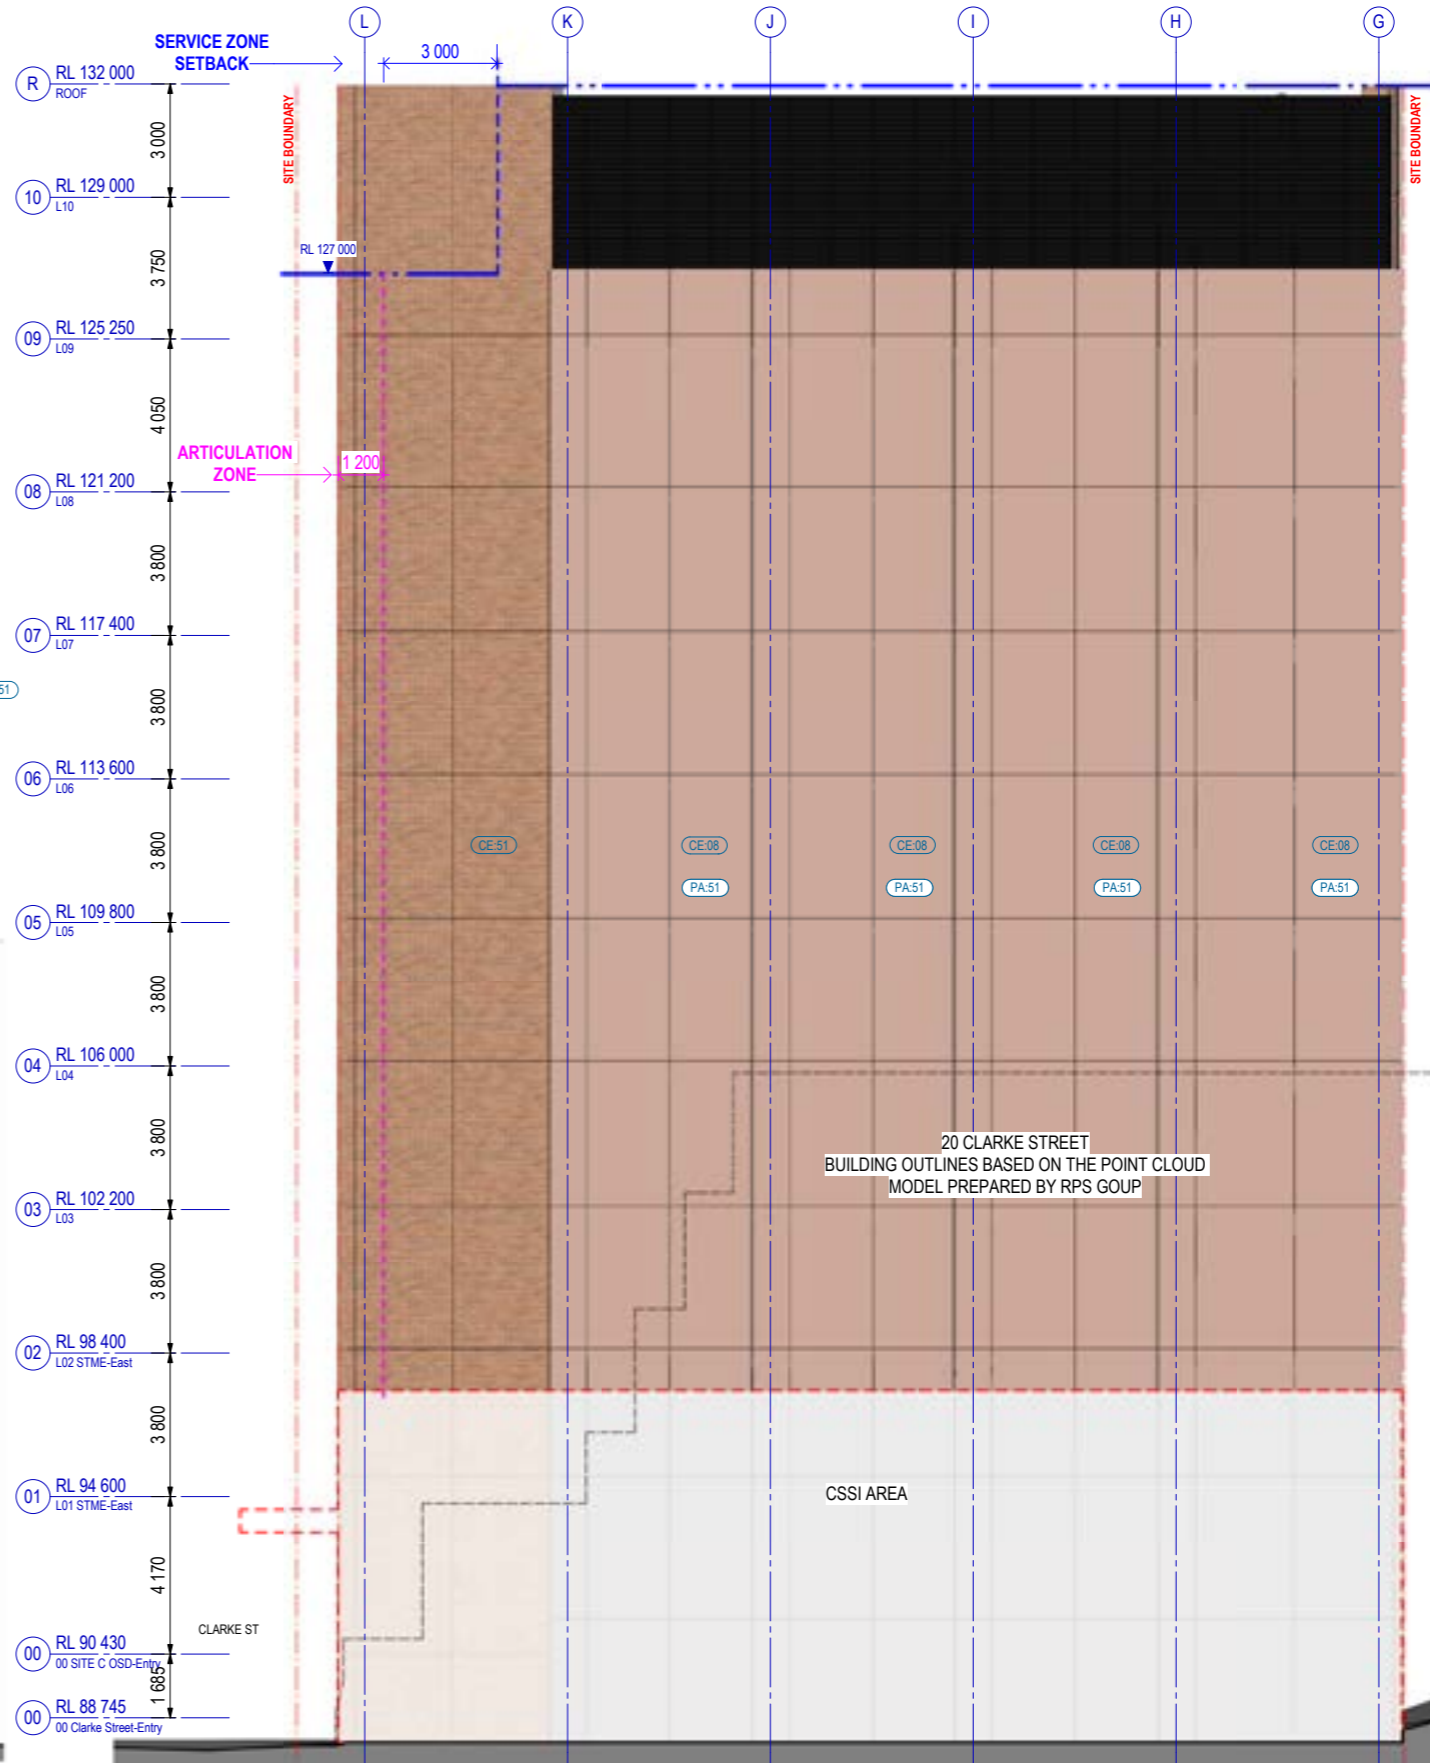 L K J I H G
SERVICE ZONE
SETBACK
3 000
R RL 132 000
ROOF
SITE BOUNDARY
SITE BOUNDARY
3 000
10 RL 129 000
L10
RL 127 000
3 750
09 RL 125 250
L09
4 050
ARTICULATION
ZONE
1 200
08 RL 121 200
L08
3 800
07 RL 117 400
L07
51
3 800
06 RL 113 600
L06
3 800
CE:51 CE:08 CE:08 CE:08 CE:08
PA:51 PA:51 PA:51 PA:51
05 RL 109 800
L05
3 800
04 RL 106 000
L04
3 800
20 CLARKE STREET
BUILDING OUTLINES BASED ON THE POINT CLOUD
MODEL PREPARED BY RPS GOUP
03 RL 102 200
L03
3 800
02 RL 98 400
L02 STME-East
3 800
01 RL 94 600
L01 STME-East
CSSI AREA
4 170
CLARKE ST
00 RL 90 430
00 SITE C OSD-Entry
1 685
00 RL 88 745
00 Clarke Street-Entry